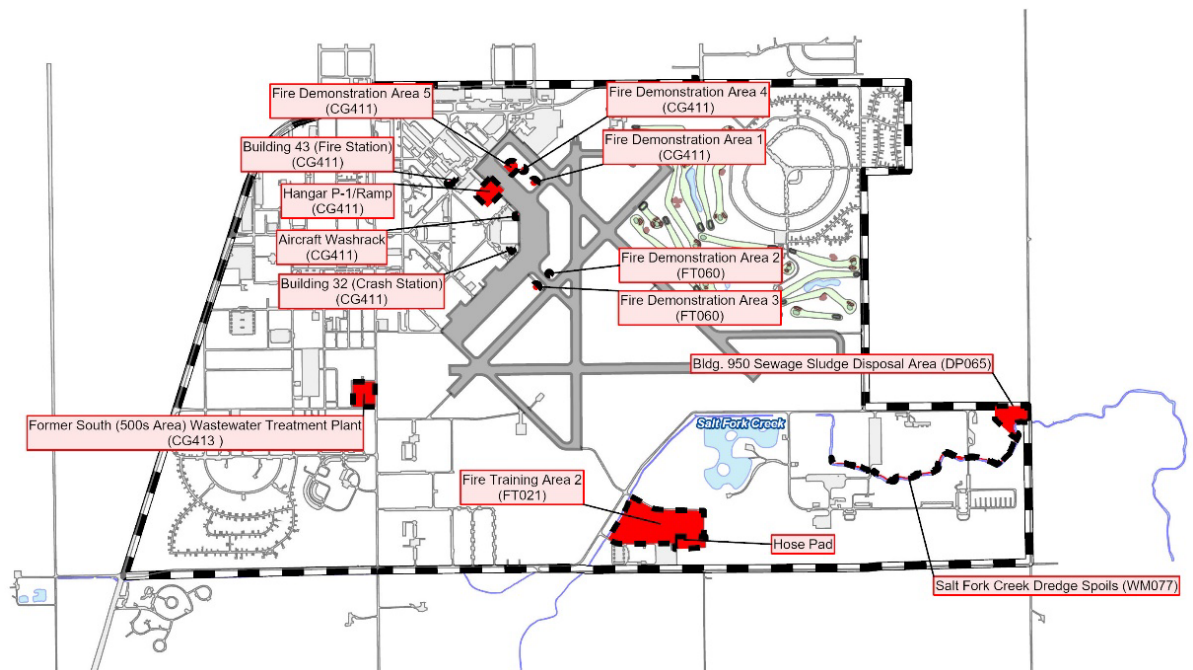 Fire Demonstration Area 5
(CG411)
Fire Demonstration Area 4
(CG411)
Building 43 (Fire Station)
(CG411)
Fire Demonstration Area 1
(CG411)
Hangar P-1/Ramp
(CG411)
Aircraft Washrack
(CG411)
Fire Demonstration Area 2
(FT060)
Building 32 (Crash Station)
(CG411)
Fire Demonstration Area 3
(FT060)
Bldg. 950 Sewage Sludge Disposal Area (DP065)
Former South (500s Area) Wastewater Treatment Plant
(CG413 )
Salt Fork Creek
Fire Training Area 2
(FT021)
Hose Pad
Salt Fork Creek Dredge Spoils (WM077)